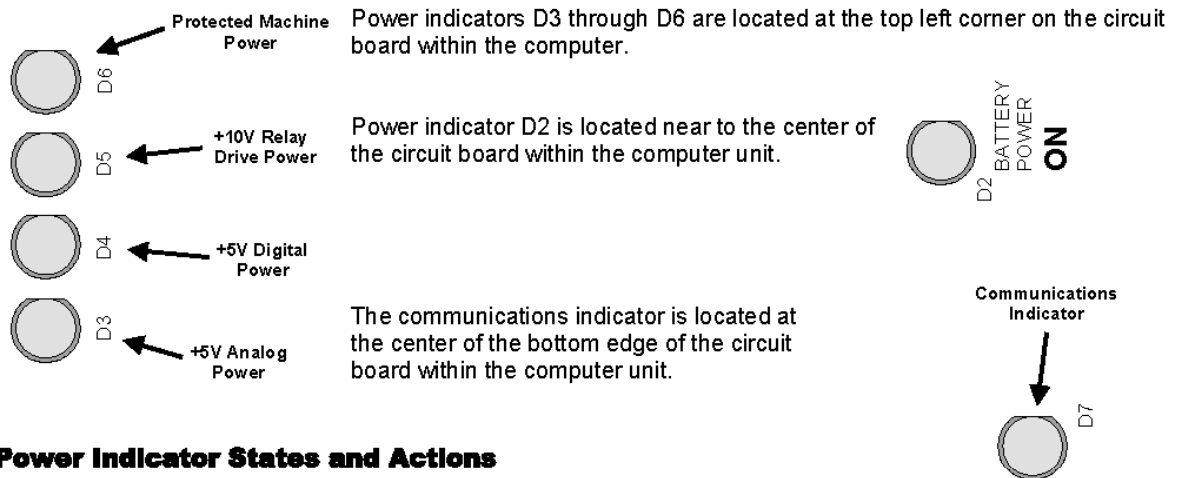 Protected Machine
Power
Power indicators D3 through D6 are located at the top left corner on the circuit
board within the computer.
D6
+10V Relay
Drive Power
D5
Power indicator D2 is located near to the center of
the circuit board within the computer unit.
D2
BATTERY
POWER
ON
D4
+5V Digital
Power
D3
+5V Analog
Power
The communications indicator is located at
the center of the bottom edge of the circuit
board within the computer unit.
Communications
Indicator
D7
Power Indicator States and Actions